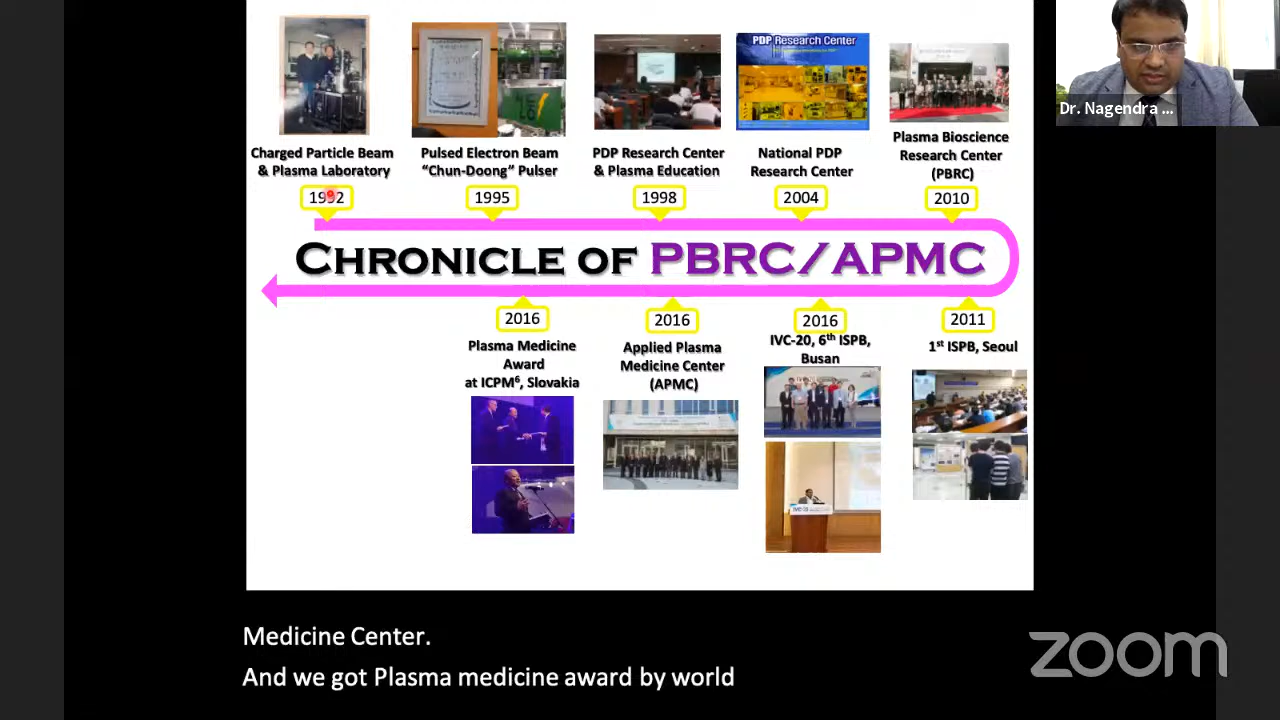 PDP Research Center
Dr. Nagendra ...
Charged Particle Beam
& Plasma Laboratory
1992
Pulsed Electron Beam
“Chun-Doong” Pulser
1995
PDP Research Center
& Plasma Education
1998
National PDP
Research Center
2004
Plasma Bioscience
Research Center
(PBRC)
2010
CHRONICLE OF PBRC/APMC
2016
Plasma Medicine
Award
at ICPM⁶, Slovakia
2016
Applied Plasma
Medicine Center
(APMC)
2016
IVC-20, 6th ISPB,
Busan
2011
1st ISPB, Seoul
Medicine Center.
And we got Plasma medicine award by world
zoom